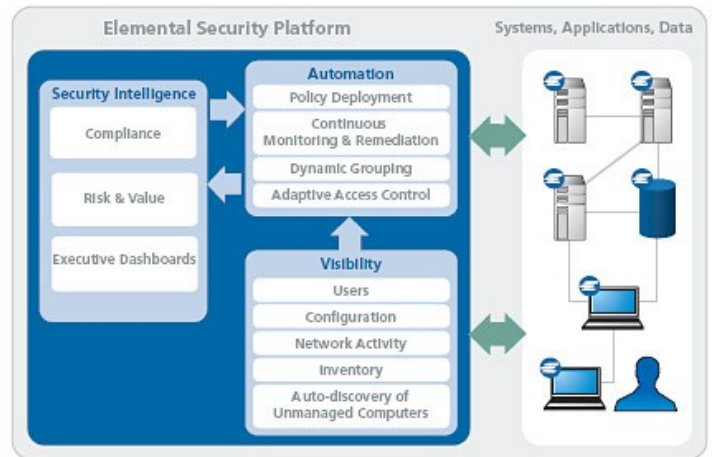 Elemental Security Platform
Systems, Applications, Data
Security Intelligence
Compliance
Risk & Value
Executive Dashboards
Automation
Policy Deployment
Continuous
Monitoring & Remediation
Dynamic Grouping
Adaptive Access Control
Visibility
Users
Configuration
Network Activity
Inventory
Auto-discovery of
Unmanaged Computers